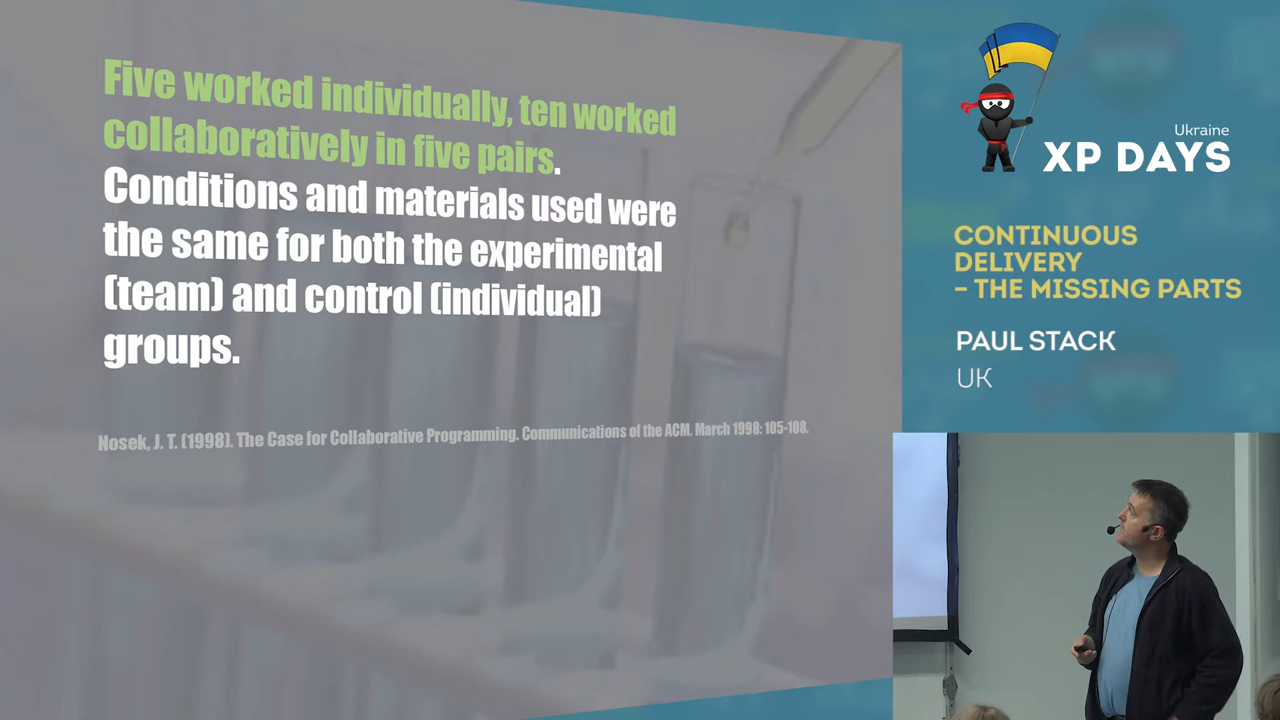 Five worked individually, ten worked
collaboratively in five pairs.
Conditions and materials used were
the same for both the experimental
(team) and control (individual)
groups.
Nosek, J. T. (1998). The Case for Collaborative Programming. Communications of the ACM. March 1998: 105-108.
Ukraine
XP DAYS
CONTINUOUS
DELIVERY
– THE MISSING PARTS
PAUL STACK
UK